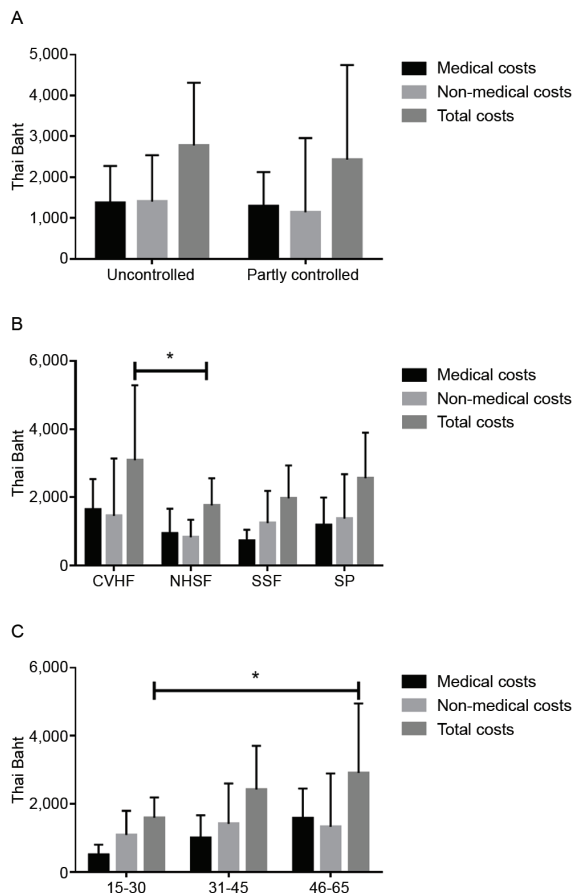 A
5,000
4,000
3,000
2,000
1,000
0
Thai Baht
Uncontrolled
Partly controlled
Medical costs
Non-medical costs
Total costs
B
6,000
4,000
2,000
0
Thai Baht
*
CVHF
NHSF
SSF
SP
Medical costs
Non-medical costs
Total costs
C
6,000
4,000
2,000
0
Thai Baht
*
15-30
31-45
46-65
Medical costs
Non-medical costs
Total costs